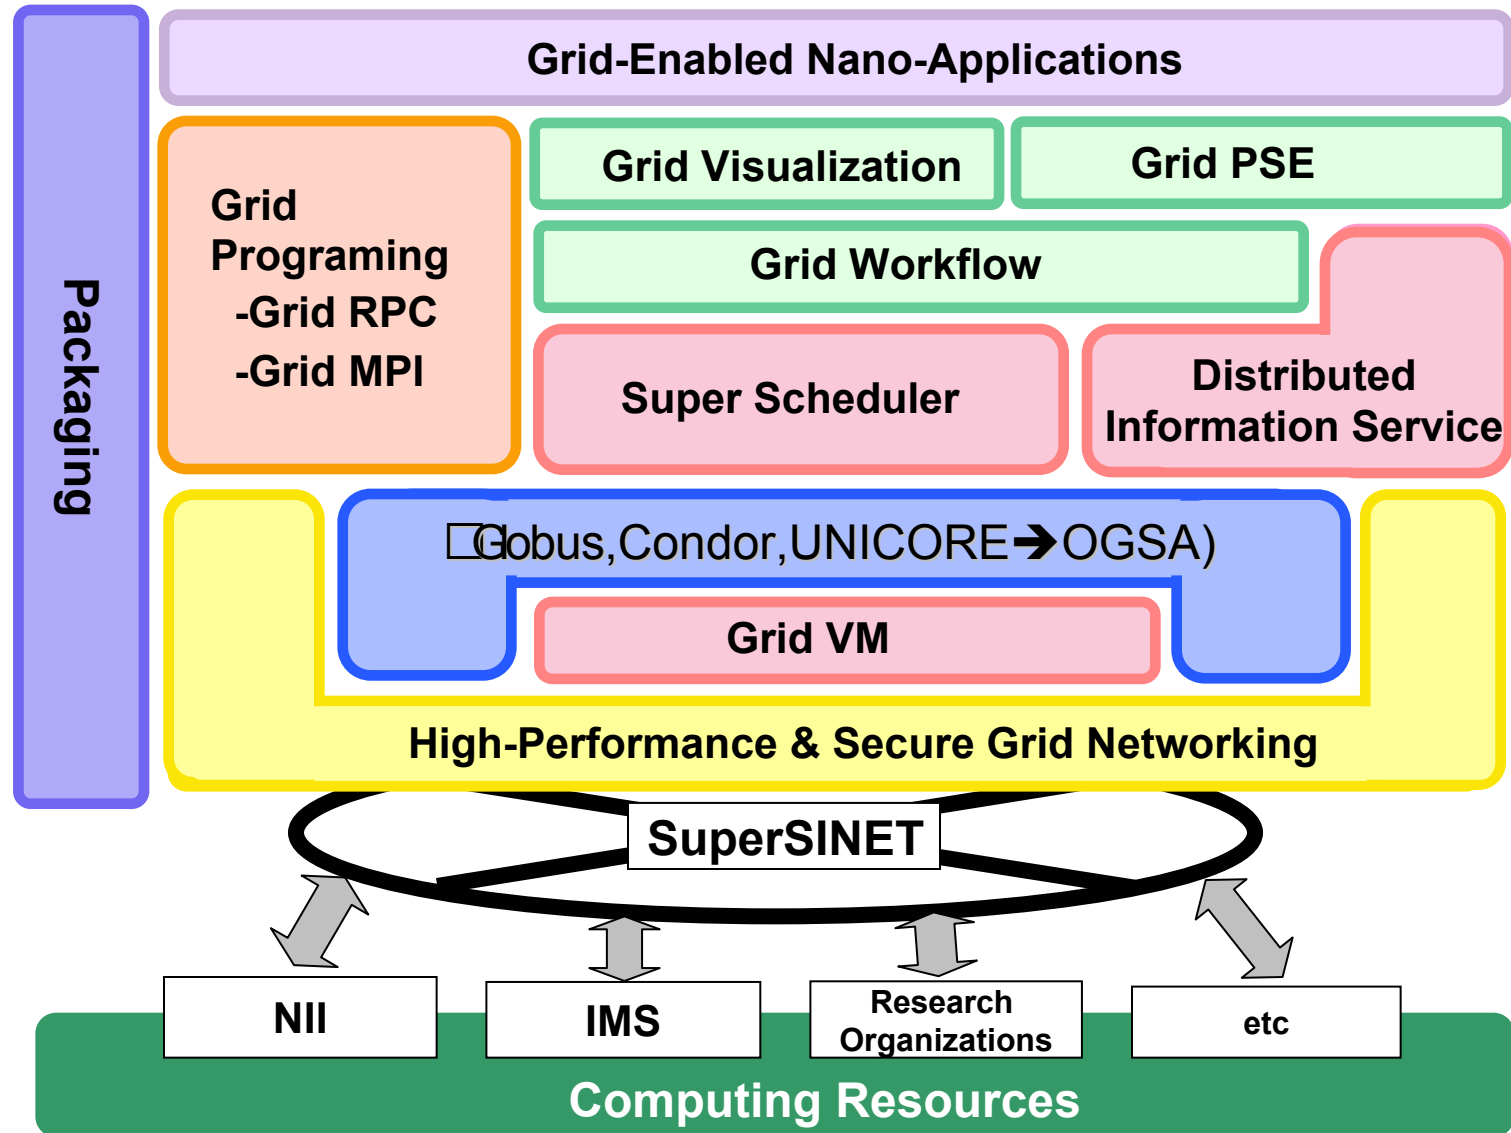 Grid-Enabled Nano-Applications
Packaging
Grid
Programing
-Grid RPC
-Grid MPI
Grid Visualization
Grid PSE
Grid Workflow
Super Scheduler
Distributed
Information Service
□Globus,Condor,UNICORE➔OGSA)
Grid VM
High-Performance & Secure Grid Networking
SuperSINET
NII
IMS
Research
Organizations
etc
Computing Resources